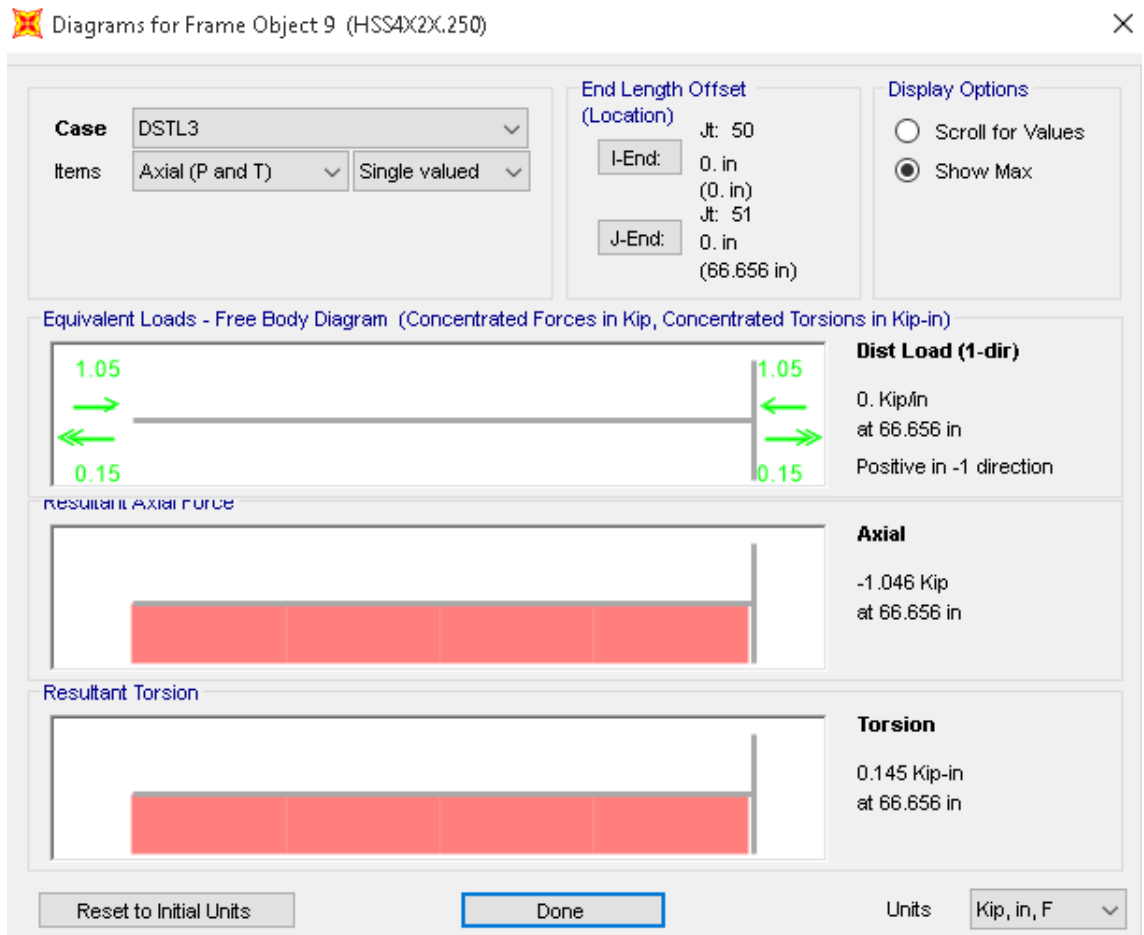 Diagrams for Frame Object 9 (HSS4X2X.250)
Case DSTL3
Items Axial (P and T) Single valued
End Length Offset
(Location)
I-End:
Jt: 50
0. in
(0. in)
J-End:
Jt: 51
0. in
(66.656 in)
Display Options
Scroll for Values
Show Max
Equivalent Loads - Free Body Diagram (Concentrated Forces in Kip, Concentrated Torsions in Kip-in)
1.05 1.05
0.15 0.15
Dist Load (1-dir)
0. Kip/in
at 66.656 in
Positive in -1 direction
Resultant Axial Force
Axial
-1.046 Kip
at 66.656 in
Resultant Torsion
Torsion
0.145 Kip-in
at 66.656 in
Reset to Initial Units Done Units Kip, in, F